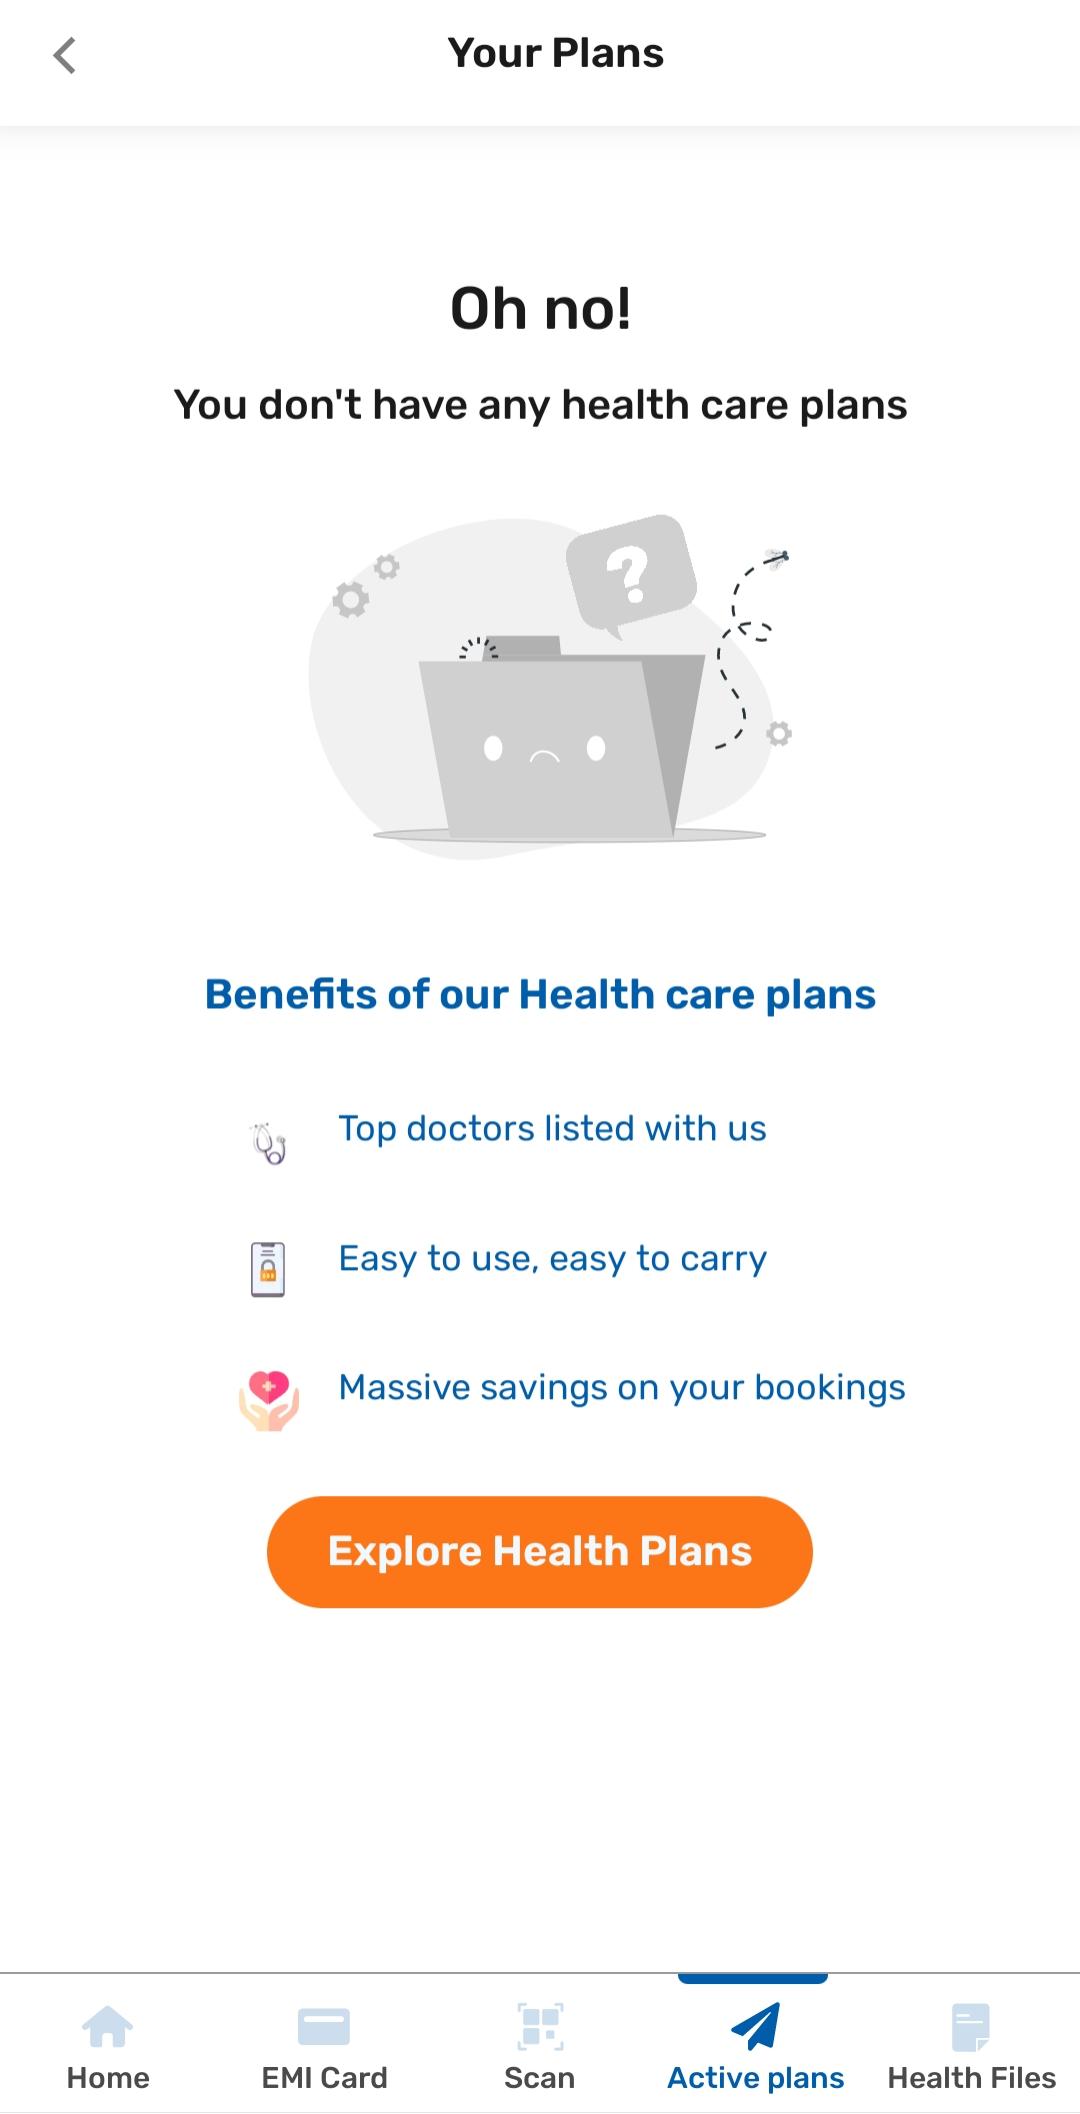 Your Plans
Oh no!
You don't have any health care plans
?
Benefits of our Health care plans
Top doctors listed with us
Easy to use, easy to carry
Massive savings on your bookings
Explore Health Plans
Home
EMI Card
Scan
Active plans
Health Files